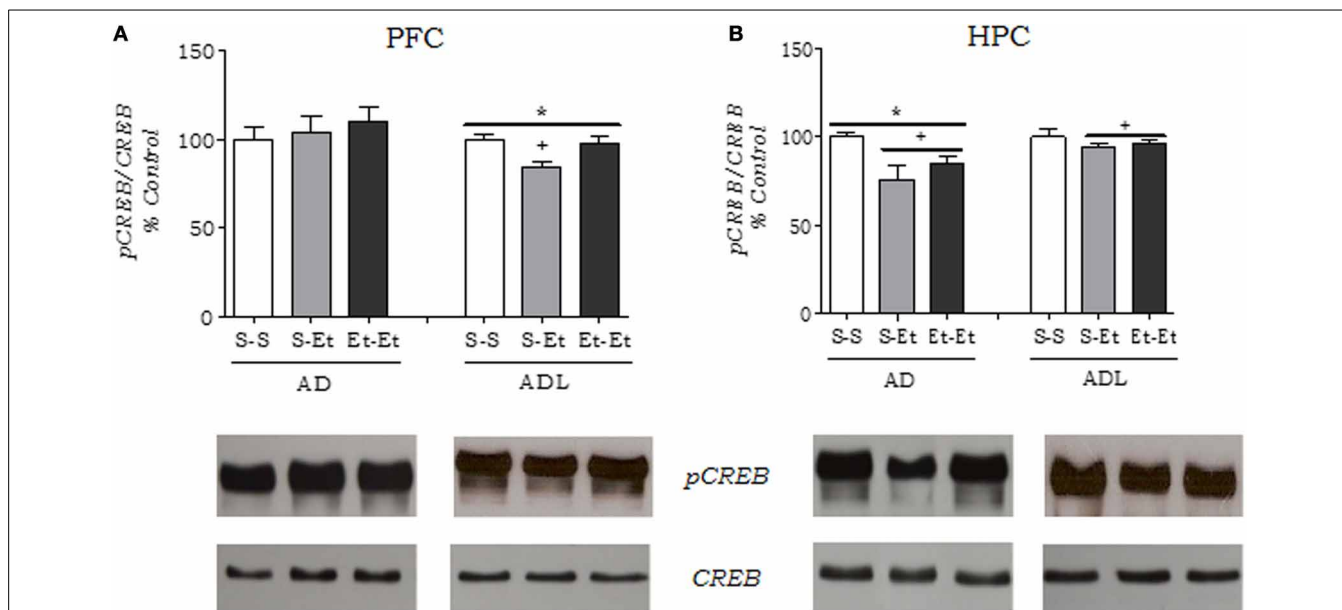 A PFC
150
100
50
0
pCREB/CREB
% Control
*
+
S-S S-Et Et-Et S-S S-Et Et-Et
AD ADL
B HPC
150
100
50
0
pCREB/CREB
% Control
*
+
+
S-S S-Et Et-Et S-S S-Et Et-Et
AD ADL
pCREB
CREB